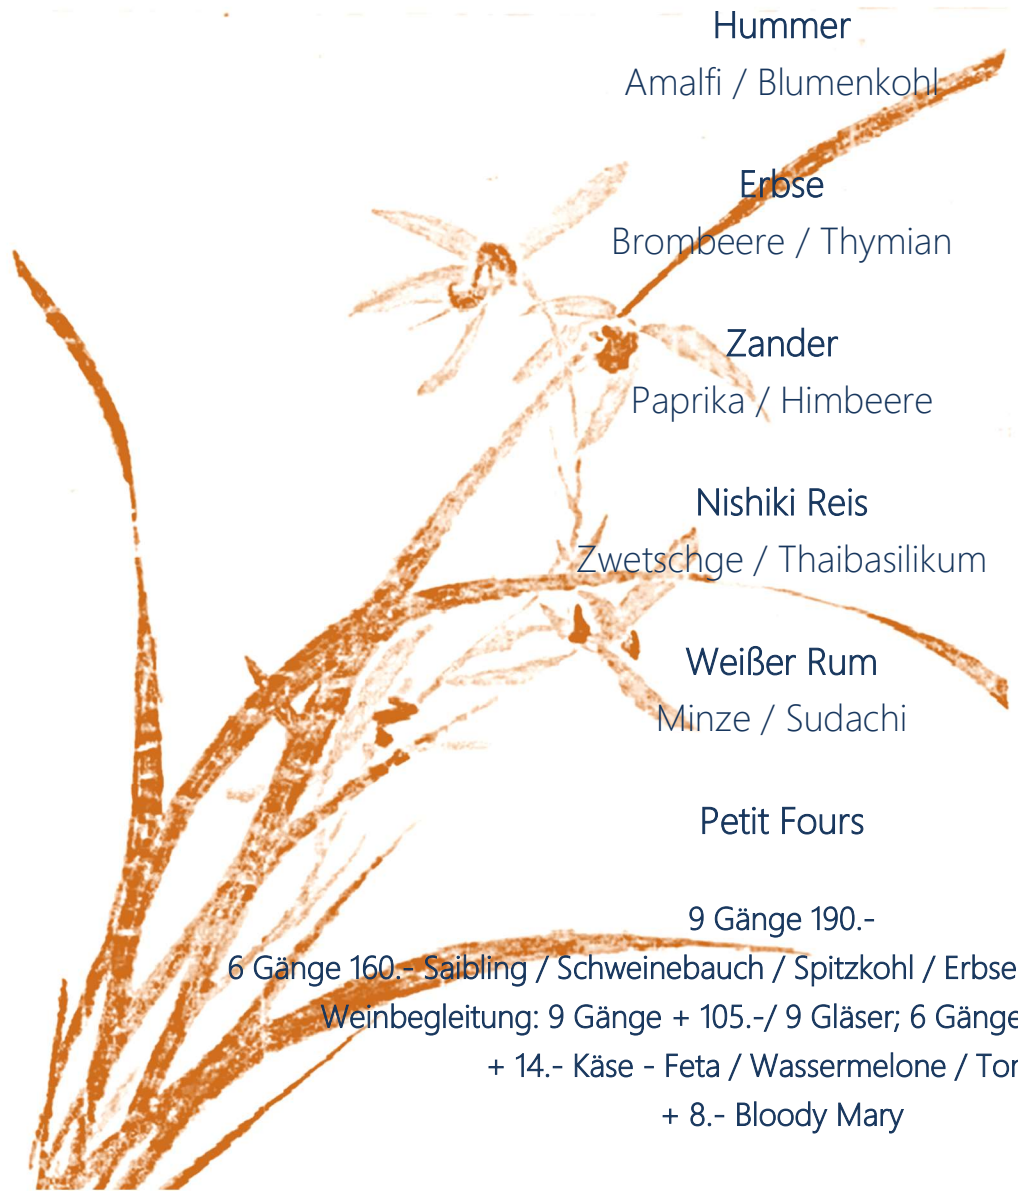 Hummer
Amalfi / Blumenkohl
Erbse
Brombeere / Thymian
Zander
Paprika / Himbeere
Nishiki Reis
Zwetschge / Thaibasilikum
Weißer Rum
Minze / Sudachi
Petit Fours
9 Gänge 190.-
6 Gänge 160.- Saibling / Schweinebauch / Spitzkohl / Erbse
Weinbegleitung: 9 Gänge + 105.-/ 9 Gläser; 6 Gänge
+ 14.- Käse - Feta / Wassermelone /
+ 8.- Bloody Mary